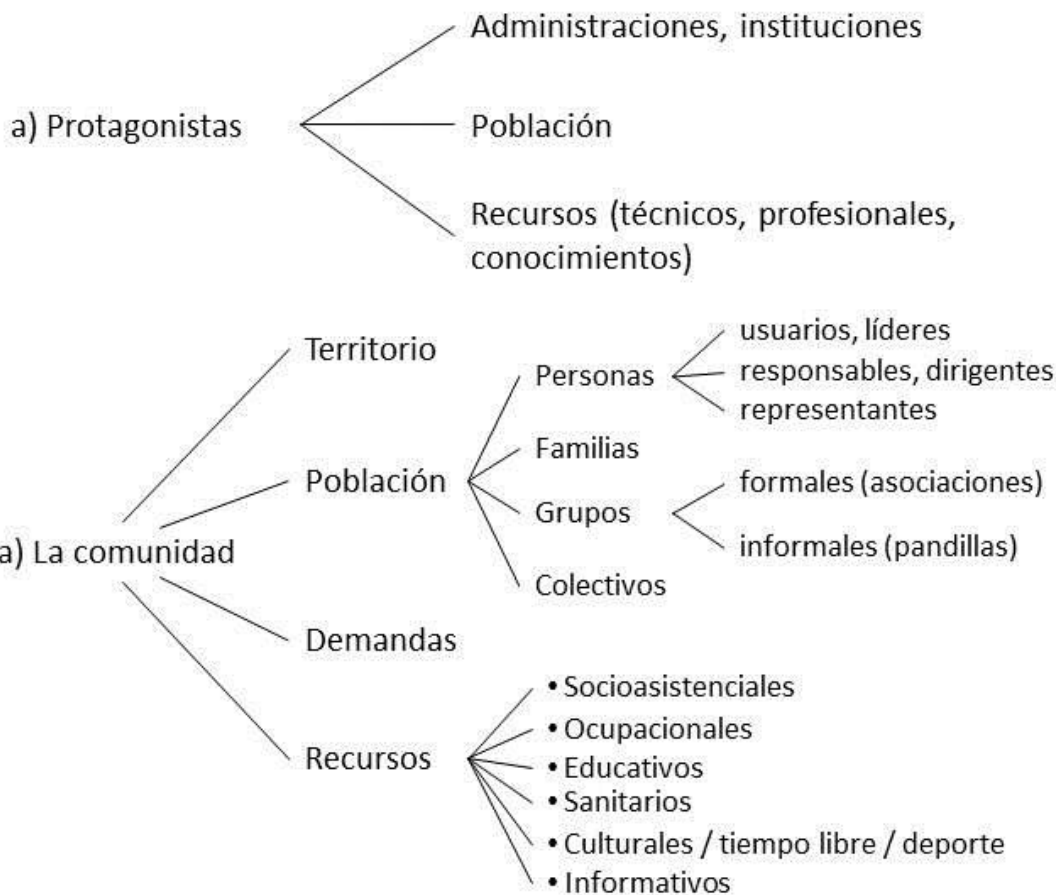 Administraciones, instituciones
a) Protagonistas
Población
Recursos (técnicos, profesionales,
conocimientos)
Territorio
Población
a) La comunidad
Demandas
Recursos
Personas
Familias
Grupos
Colectivos
usuarios, líderes
responsables, dirigentes
representantes
formales (asociaciones)
informales (pandillas)
• Socioasistenciales
• Ocupacionales
• Educativos
• Sanitarios
• Culturales / tiempo libre / deporte
• Informativos